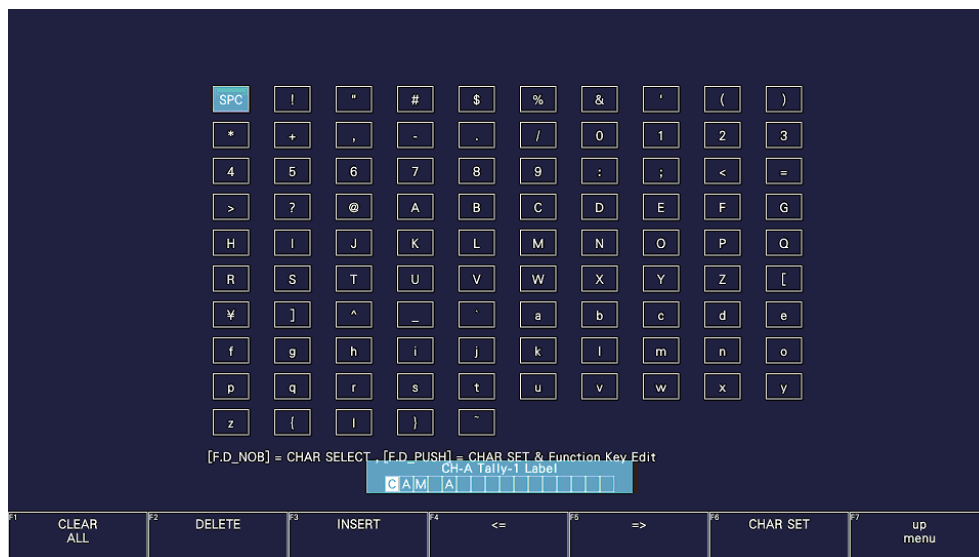 SPC ! " # $ % & ' ( )
* + , - . / 0 1 2 3
4 5 6 7 8 9 : ; < =
> ? @ A B C D E F G
H I J K L M N O P Q
R S T U V W X Y Z [
¥ ] ^ _ ` a b c d e
f g h i j k l m n o
p q r s t u v w x y
z { | } ~
[F.D_NOB] = CHAR SELECT , [F.D_PUSH] = CHAR SET & Function Key Edit
CH-A Tally-1 Label
CAM A
F1 CLEAR ALL F2 DELETE F3 INSERT F4 <= F5 => F6 CHAR SET F7 up menu